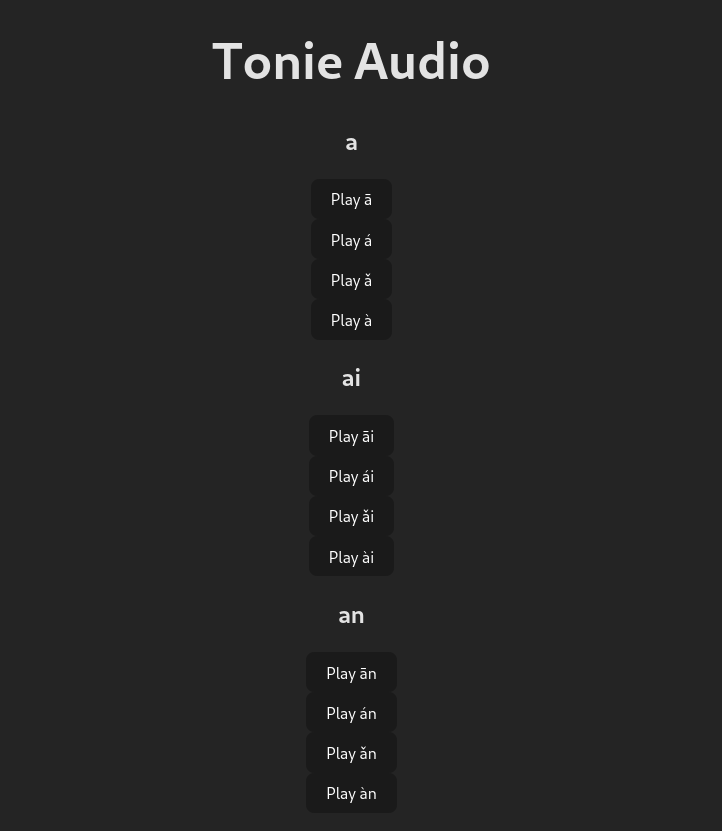 Tonie Audio
a
Play ā
Play á
Play ǎ
Play à
ai
Play āi
Play ái
Play ǎi
Play ài
an
Play ān
Play án
Play ǎn
Play àn